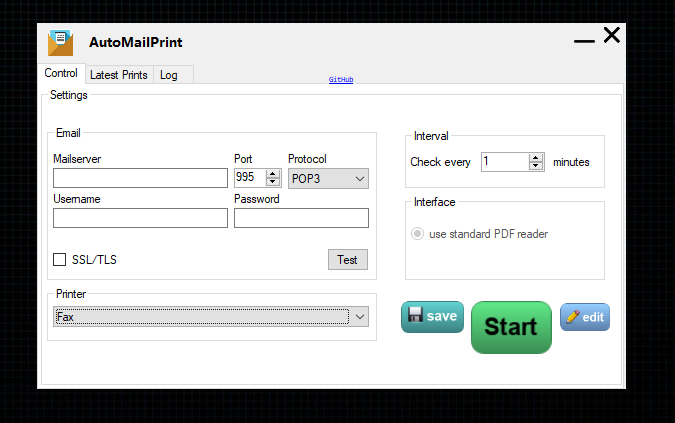 AutoMailPrint
Control Latest Prints Log
GitHub
Settings
Email
Mailserver Port Protocol
995 POP3
Username Password
SSL/TLS Test
Printer
Fax
Interval
Check every 1 minutes
Interface
use standard PDF reader
save Start edit